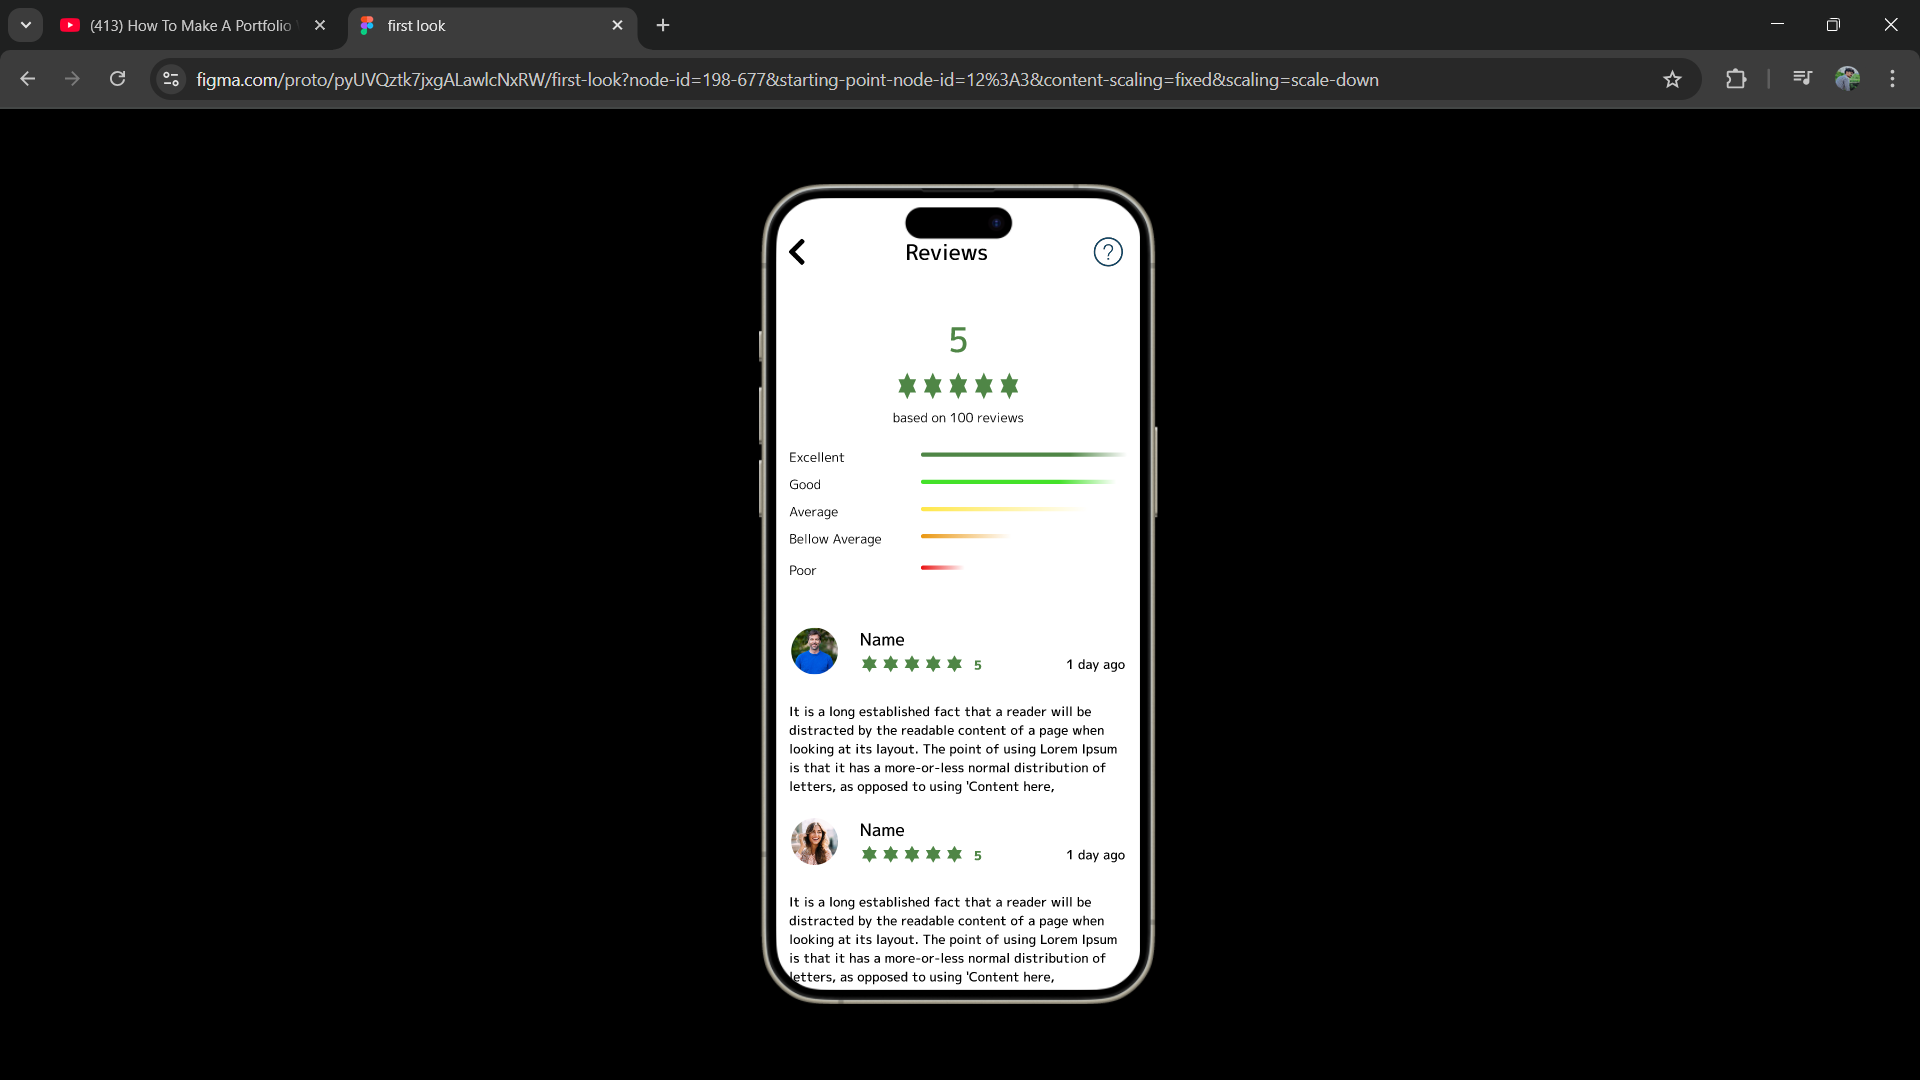 (413) How To Make A Portfolio
first look
figma.com/proto/pyUVQztk7jxgALawlcNxRW/first-look?node-id=198-677&starting-point-node-id=12%3A3&content-scaling=fixed&scaling=scale-down
Reviews
?
5
based on 100 reviews
Excellent
Good
Average
Bellow Average
Poor
Name
5 1 day ago
It is a long established fact that a reader will be
distracted by the readable content of a page when
looking at its layout. The point of using Lorem Ipsum
is that it has a more-or-less normal distribution of
letters, as opposed to using 'Content here,
Name
5 1 day ago
It is a long established fact that a reader will be
distracted by the readable content of a page when
looking at its layout. The point of using Lorem Ipsum
is that it has a more-or-less normal distribution of
letters, as opposed to using 'Content here,